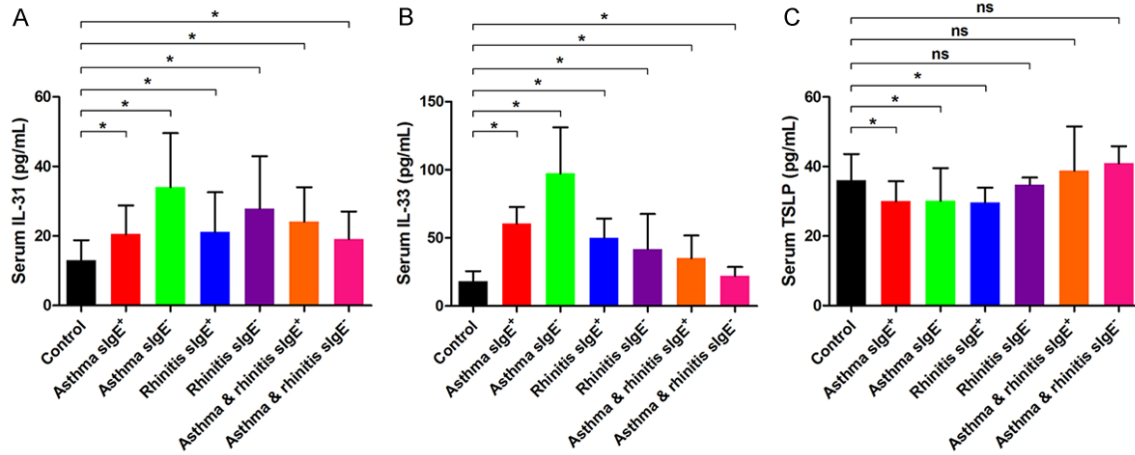 A
*
*
*
*
*
*
Serum IL-31 (pg/mL)
60
40
20
0
Control
Asthma sIgE+
Asthma sIgE-
Rhinitis sIgE+
Rhinitis sIgE-
Asthma & rhinitis sIgE+
Asthma & rhinitis sIgE-
B
*
*
*
*
*
*
Serum IL-33 (pg/mL)
150
100
50
0
Control
Asthma sIgE+
Asthma sIgE-
Rhinitis sIgE+
Rhinitis sIgE-
Asthma & rhinitis sIgE+
Asthma & rhinitis sIgE-
C
ns
ns
ns
*
*
*
Serum TSLP (pg/mL)
60
40
20
0
Control
Asthma sIgE+
Asthma sIgE-
Rhinitis sIgE+
Rhinitis sIgE-
Asthma & rhinitis sIgE+
Asthma & rhinitis sIgE-